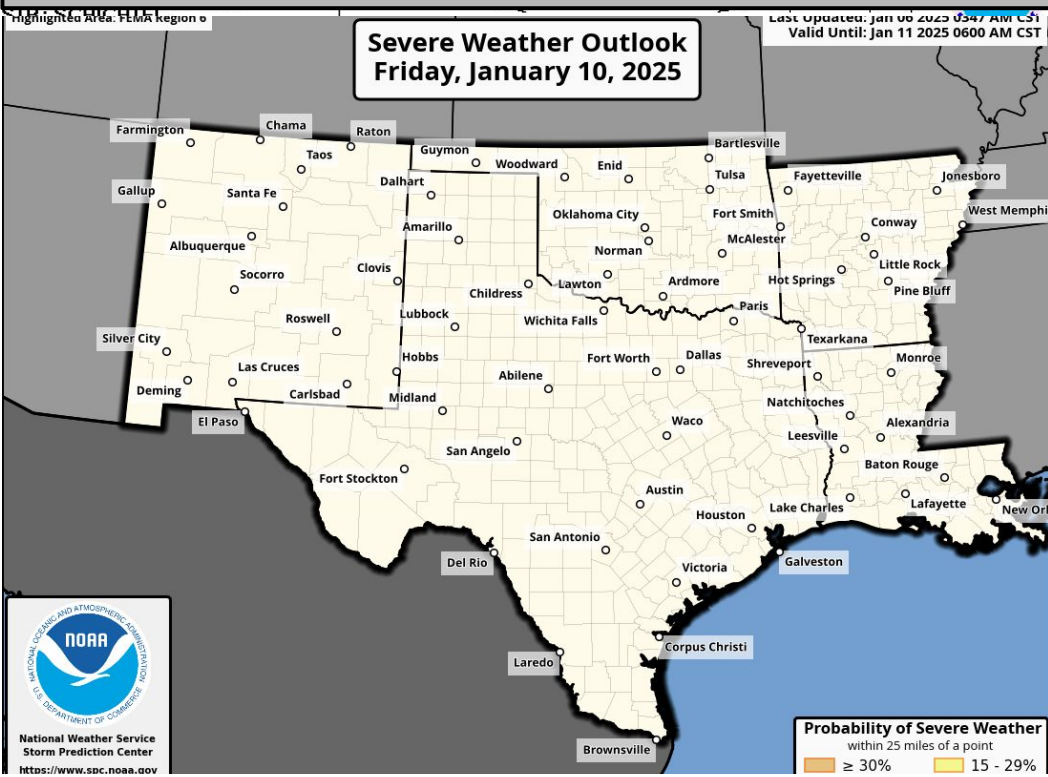 Highlighted Area: FEMA Region 6
Last Updated: Jan 06 2025 0347 AM CST
Valid Until: Jan 11 2025 0600 AM CST
Severe Weather Outlook
Friday, January 10, 2025
Farmington
Chama
Raton
Taos
Guymon
Woodward
Enid
Bartlesville
Tulsa
Fayetteville
Jonesboro
Gallup
Santa Fe
Dalhart
Oklahoma City
Fort Smith
Conway
West Memphi
Albuquerque
Amarillo
Norman
McAlester
Little Rock
Socorro
Clovis
Childress
Lawton
Ardmore
Hot Springs
Pine Bluff
Roswell
Lubbock
Wichita Falls
Paris
Texarkana
Silver City
Las Cruces
Hobbs
Fort Worth
Dallas
Shreveport
Monroe
Deming
Carlsbad
Midland
Abilene
Natchitoches
El Paso
San Angelo
Waco
Leesville
Alexandria
Fort Stockton
Austin
Baton Rouge
Houston
Lake Charles
Lafayette
New Orl
Del Rio
San Antonio
Galveston
Victoria
Laredo
Corpus Christi
Brownsville
NATIONAL OCEANIC AND ATMOSPHERIC ADMINISTRATION
NOAA
U.S. DEPARTMENT OF COMMERCE
National Weather Service
Storm Prediction Center
https://www.spc.noaa.gov
Probability of Severe Weather
within 25 miles of a point
≥ 30%
15 - 29%